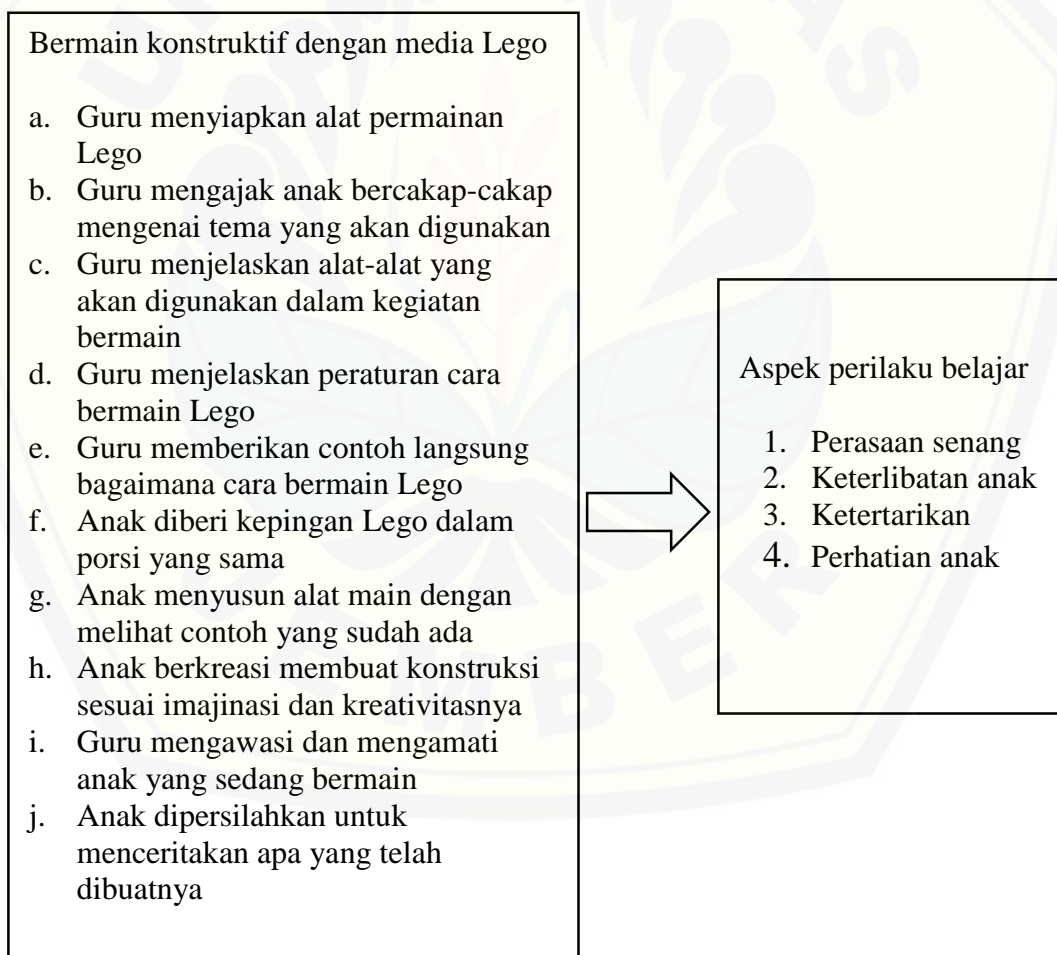 Bermain konstruktif dengan media Lego
a. Guru menyiapkan alat permainan
Lego
b. Guru mengajak anak bercakap-cakap
mengenai tema yang akan digunakan
c. Guru menjelaskan alat-alat yang
akan digunakan dalam kegiatan
bermain
d. Guru menjelaskan peraturan cara
bermain Lego
e. Guru memberikan contoh langsung
bagaimana cara bermain Lego
f. Anak diberi kepingan Lego dalam
porsi yang sama
g. Anak menyusun alat main dengan
melihat contoh yang sudah ada
h. Anak berkreasi membuat konstruksi
sesuai imajinasi dan kreativitasnya
i. Guru mengawasi dan mengamati
anak yang sedang bermain
j. Anak dipersilahkan untuk
menceritakan apa yang telah
dibuatnya
Aspek perilaku belajar
1. Perasaan senang
2. Keterlibatan anak
3. Ketertarikan
4. Perhatian anak